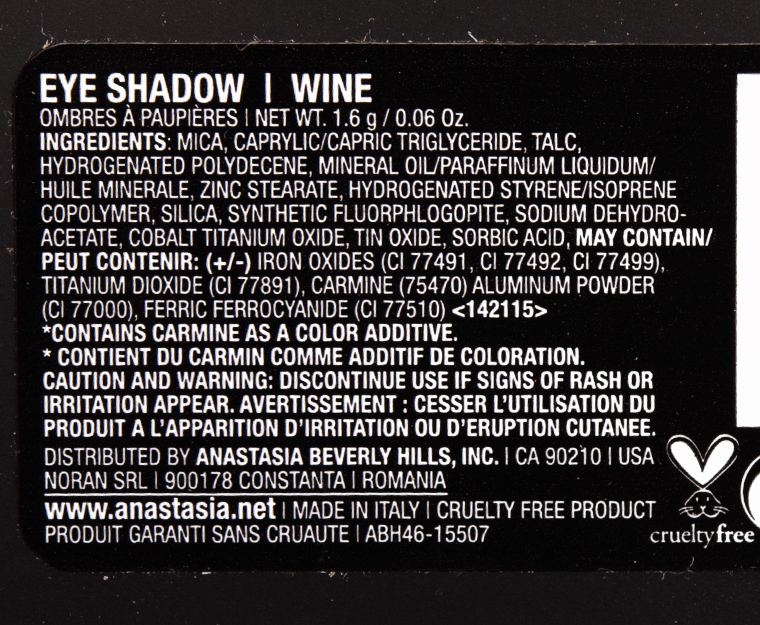 EYE SHADOW | WINE
OMBRES À PAUPIÈRES | NET WT. 1.6 g / 0.06 Oz.
INGREDIENTS: MICA, CAPRYLIC/CAPRIC TRIGLYCERIDE, TALC,
HYDROGENATED POLYDECENE, MINERAL OIL/PARAFFINUM LIQUIDUM/
HUILE MINERALE, ZINC STEARATE, HYDROGENATED STYRENE/ISOPRENE
COPOLYMER, SILICA, SYNTHETIC FLUORPHLOGOPITE, SODIUM DEHYDRO-
ACETATE, COBALT TITANIUM OXIDE, TIN OXIDE, SORBIC ACID, MAY CONTAIN/
PEUT CONTENIR: (+/-) IRON OXIDES (CI 77491, CI 77492, CI 77499),
TITANIUM DIOXIDE (CI 77891), CARMINE (75470) ALUMINUM POWDER
(CI 77000), FERRIC FERROCYANIDE (CI 77510) <142115>
*CONTAINS CARMINE AS A COLOR ADDITIVE.
* CONTIENT DU CARMIN COMME ADDITIF DE COLORATION.
CAUTION AND WARNING: DISCONTINUE USE IF SIGNS OF RASH OR
IRRITATION APPEAR. AVERTISSEMENT : CESSER L'UTILISATION DU
PRODUIT A L'APPARITION D'IRRITATION OU D'ERUPTION CUTANEE.
DISTRIBUTED BY ANASTASIA BEVERLY HILLS, INC. | CA 90210 | USA
NORAN SRL | 900178 CONSTANTA | ROMANIA
www.anastasia.net | MADE IN ITALY | CRUELTY FREE PRODUCT
PRODUIT GARANTI SANS CRUAUTE | ABH46-15507
crueltyfree